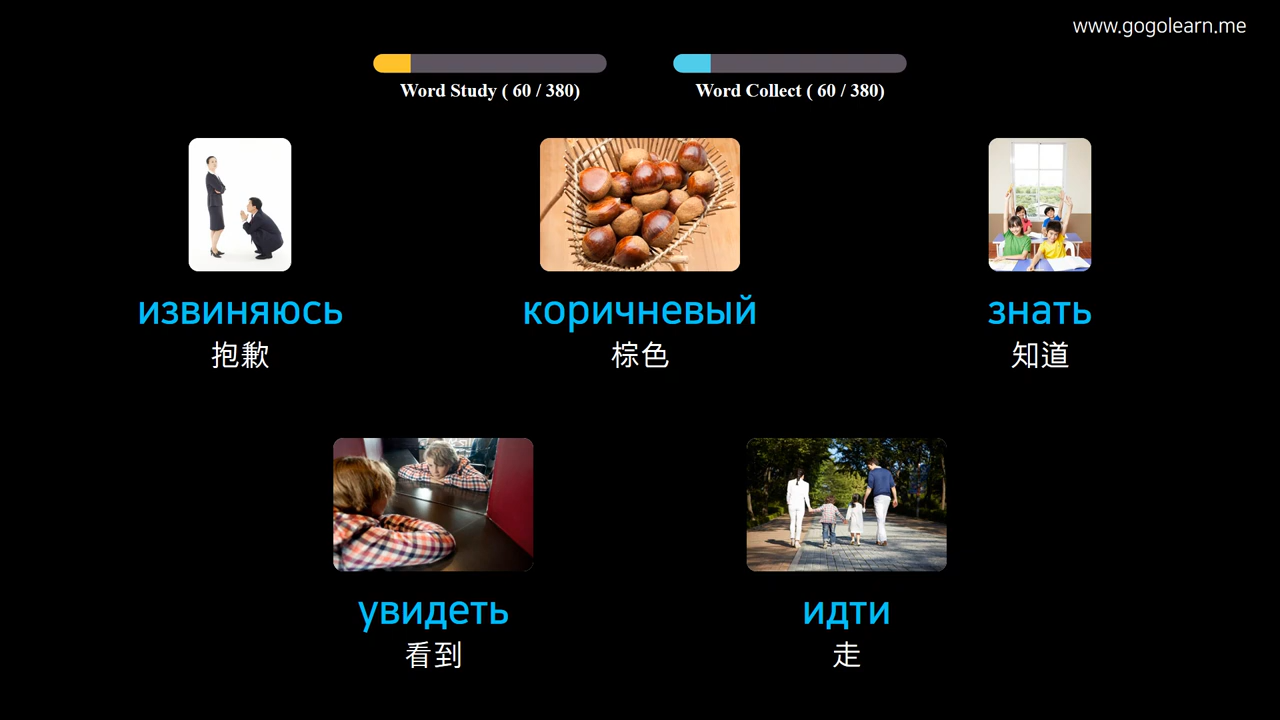 www.gogolearn.me
Word Study ( 60 / 380)
Word Collect ( 60 / 380)
извиняюсь
抱歉
коричневый
棕色
знать
知道
увидеть
看到
идти
走